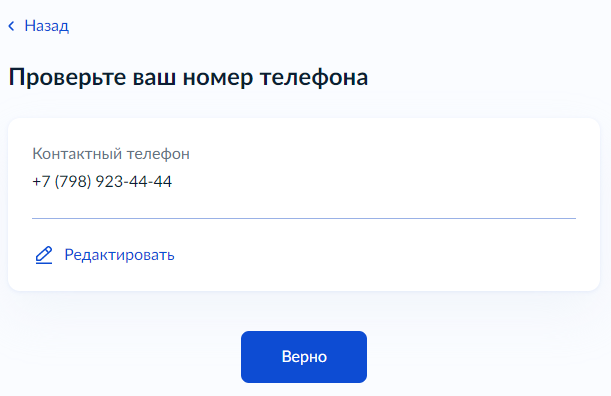 Назад
Проверьте ваш номер телефона
Контактный телефон
+7 (798) 923-44-44
Редактировать
Верно